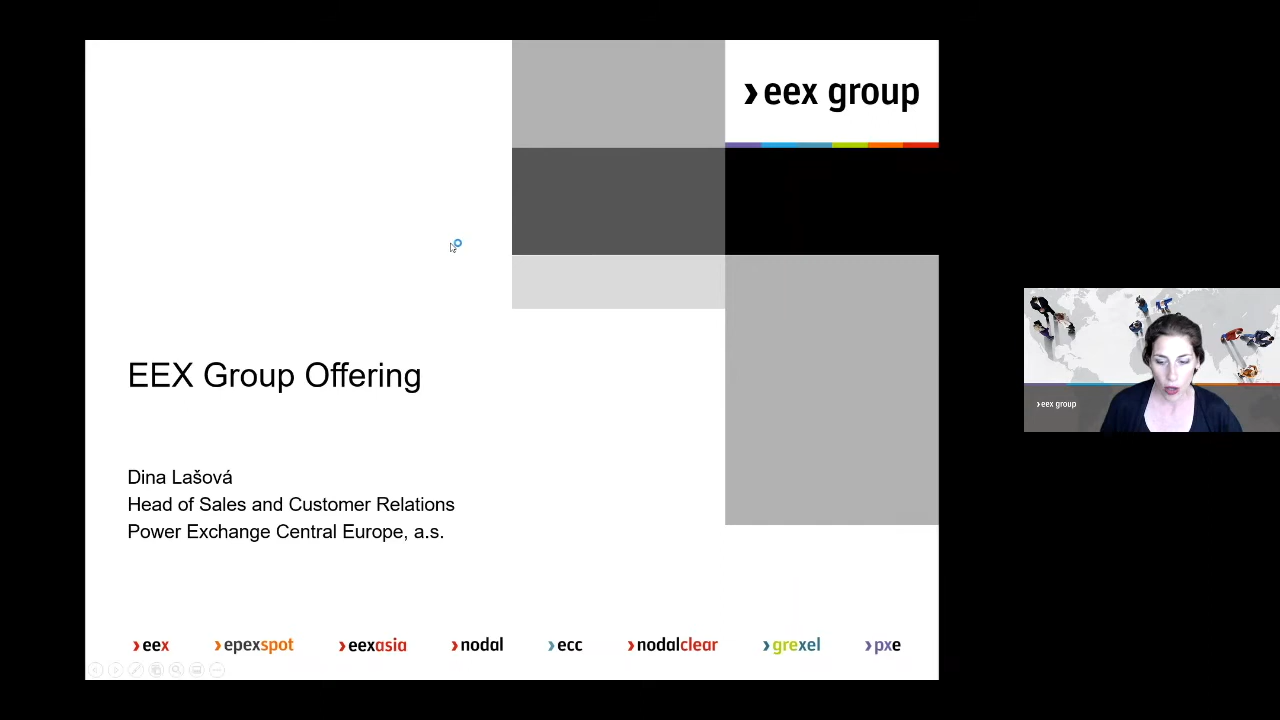 eex group
EEX Group Offering
Dina Lašová
Head of Sales and Customer Relations
Power Exchange Central Europe, a.s.
eex epexspot eexasia nodal ecc nodalclear grexel pxe
eex group